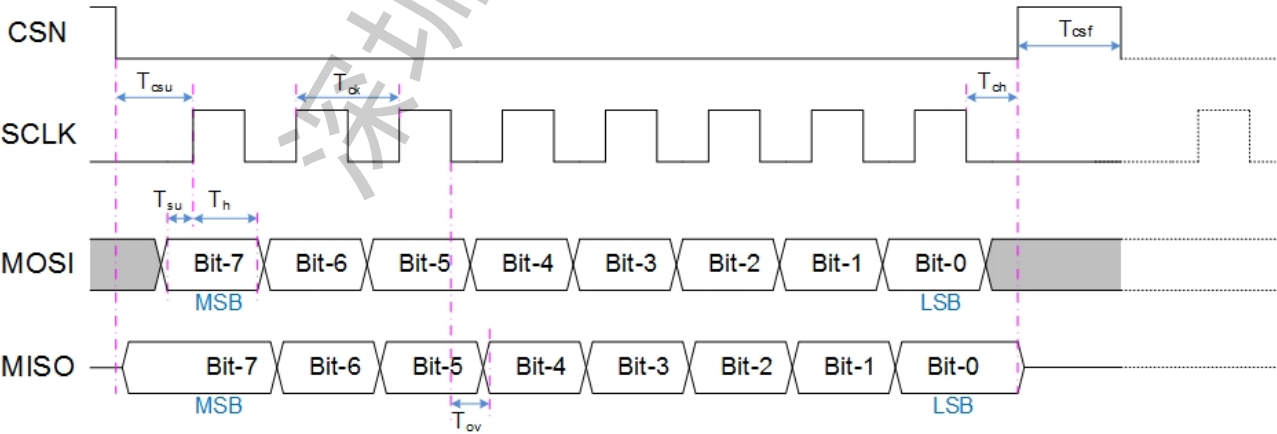 CSN
Tcsf
Tcsu Tck Tch
SCLK
Tsu Th
MOSI Bit-7 Bit-6 Bit-5 Bit-4 Bit-3 Bit-2 Bit-1 Bit-0
MSB LSB
MISO Bit-7 Bit-6 Bit-5 Bit-4 Bit-3 Bit-2 Bit-1 Bit-0
MSB LSB
Tov
深圳